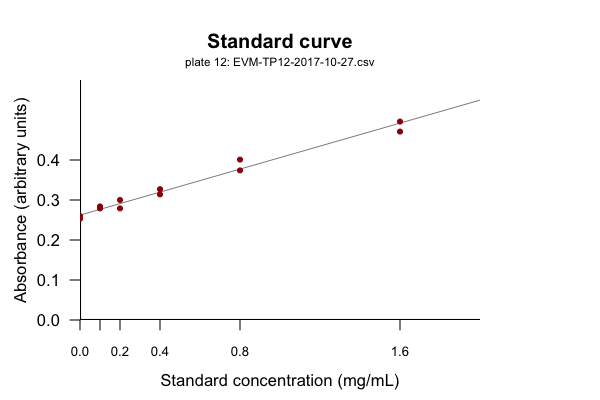 Standard curve
plate 12: EVM-TP12-2017-10-27.csv
Absorbance (arbitrary units)
0.4
0.3
0.2
0.1
0.0
0.0 0.2 0.4 0.8 1.6
Standard concentration (mg/mL)